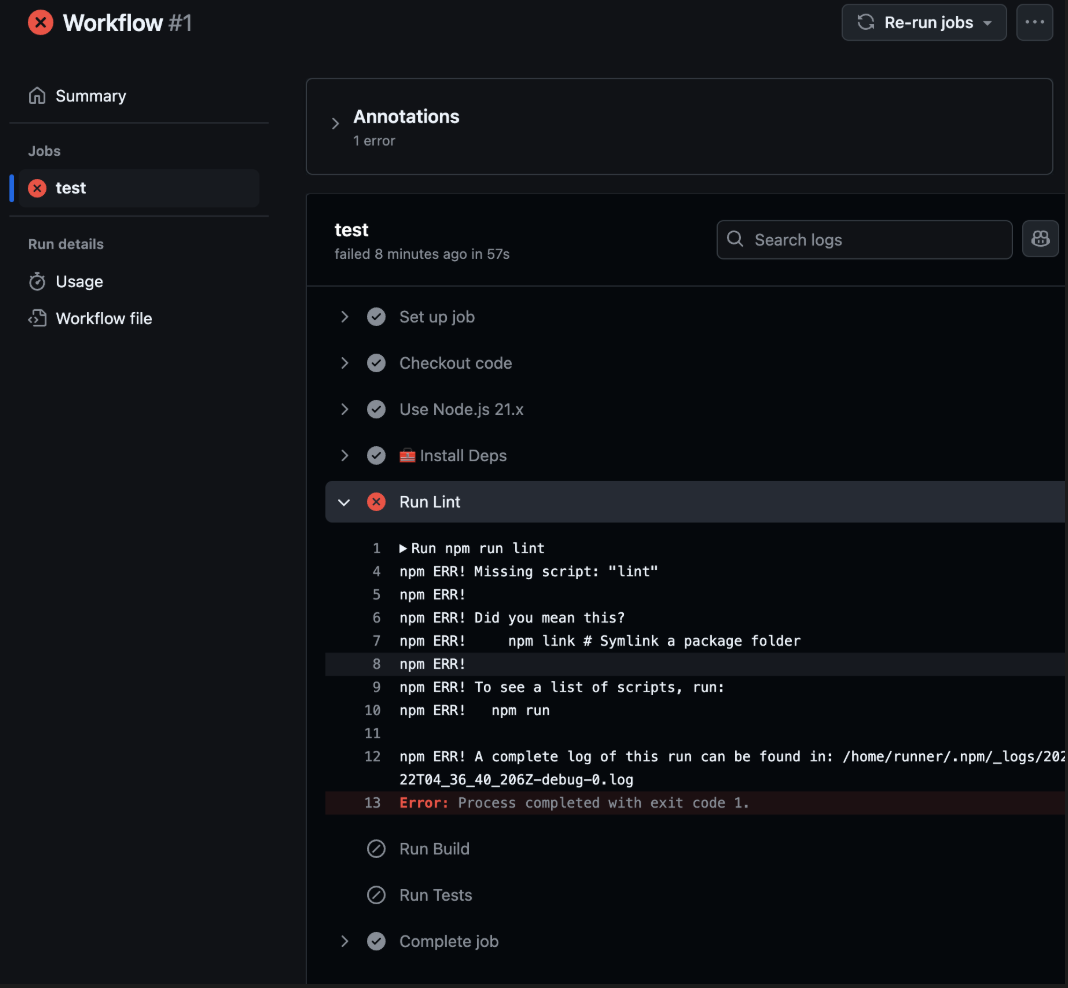 Workflow #1
Re-run jobs
Summary
Jobs
test
Run details
Usage
Workflow file
Annotations
1 error
test
failed 8 minutes ago in 57s
Search logs
Set up job
Checkout code
Use Node.js 21.x
🧰 Install Deps
Run Lint
1 Run npm run lint
4 npm ERR! Missing script: "lint"
5 npm ERR!
6 npm ERR! Did you mean this?
7 npm ERR!     npm link # Symlink a package folder
8 npm ERR!
9 npm ERR! To see a list of scripts, run:
10 npm ERR!   npm run
11
12 npm ERR! A complete log of this run can be found in: /home/runner/.npm/_logs/202
22T04_36_40_206Z-debug-0.log
13 Error: Process completed with exit code 1.
Run Build
Run Tests
Complete job